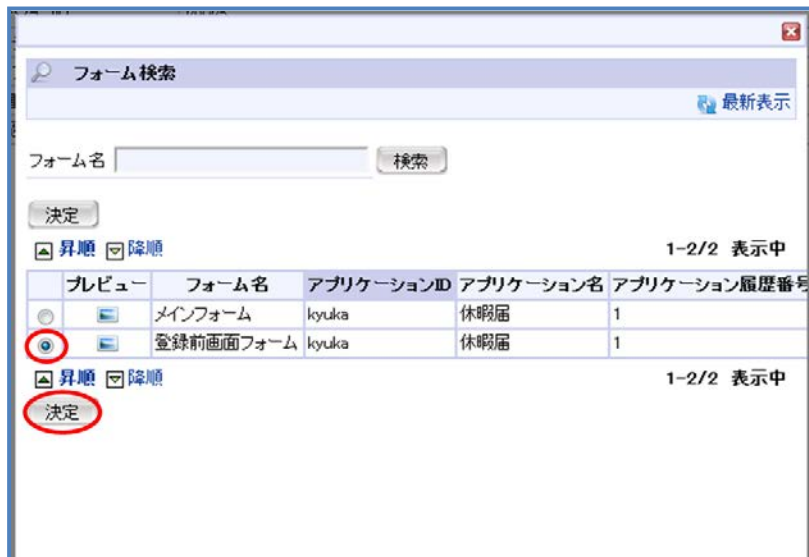 フォーム検索
最新表示
フォーム名 検索
決定
昇順 降順 1-2/2 表示中
プレビュー フォーム名 アプリケーションID アプリケーション名 アプリケーション履歴番号
メインフォーム kyuka 休暇届 1
登録前画面フォーム kyuka 休暇届 1
昇順 降順 1-2/2 表示中
決定